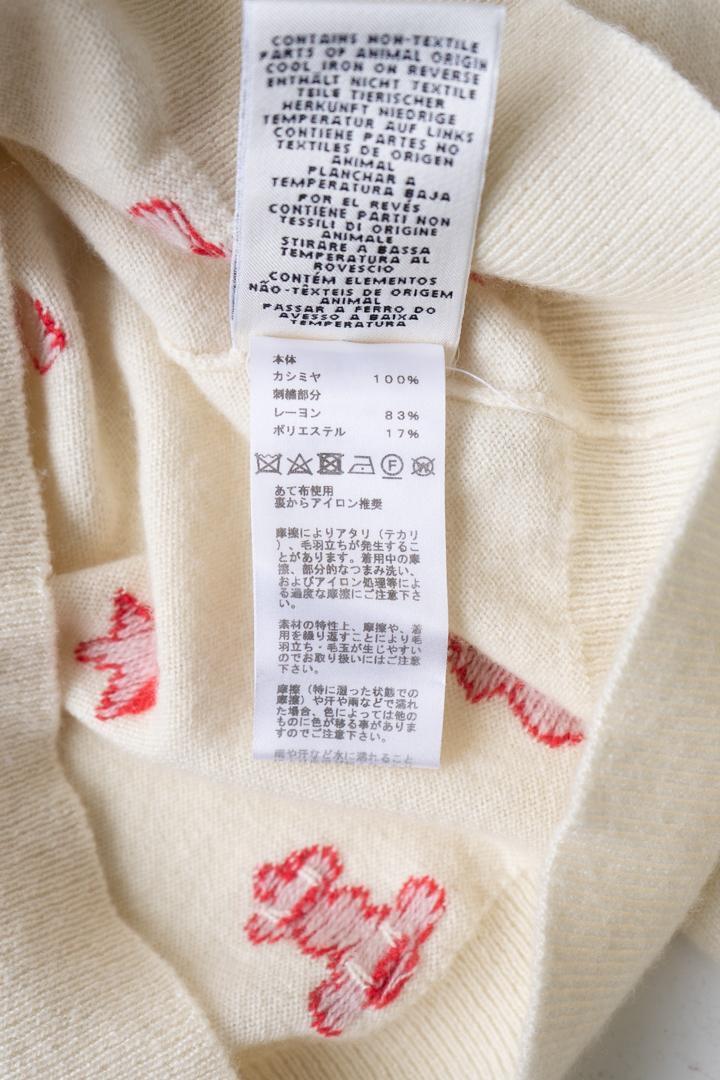 CONTAINS NON-TEXTILE
PARTS OF ANIMAL ORIGIN
COOL IRON ON REVERSE
ENTHÄLT NICHT TEXTILE
TEILE TIERISCHER
HERKUNFT NIEDRIGE
TEMPERATUR AUF LINKS
CONTIENE PARTES NO
TEXTILES DE ORIGEN
ANIMAL
PLANCHAR A
TEMPERATURA BAJA
POR EL REVÉS
CONTIENE PARTI NON
TESSILI DI ORIGINE
ANIMALE
STIRARE A BASSA
TEMPERATURA AL
ROVESCIO
CONTÉM ELEMENTOS
NÃO-TÊXTEIS DE ORIGEM
ANIMAL
PASSAR A FERRO DO
AVESSO A BAIXA
TEMPERATURA
本体
カシミヤ 100%
刺繍部分
レーヨン 83%
ポリエステル 17%
F W
あて布使用
裏からアイロン推奨
摩擦によりアタリ(テカリ
)、毛羽立ちが発生するこ
とがあります。着用中の摩
擦、部分的なつまみ洗い、
およびアイロン処理等によ
る過度な摩擦にご注意下さ
い。
素材の特性上、摩擦や、着
用を繰り返すことにより毛
羽立ち・毛玉が生じやすい
のでお取り扱いにはご注意
下さい。
摩擦(特に湿った状態での
摩擦)や汗や雨などで濡れ
た場合、色によっては他の
ものに色が移る事がありま
すのでご注意下さい。
雨や汗など水に濡れること